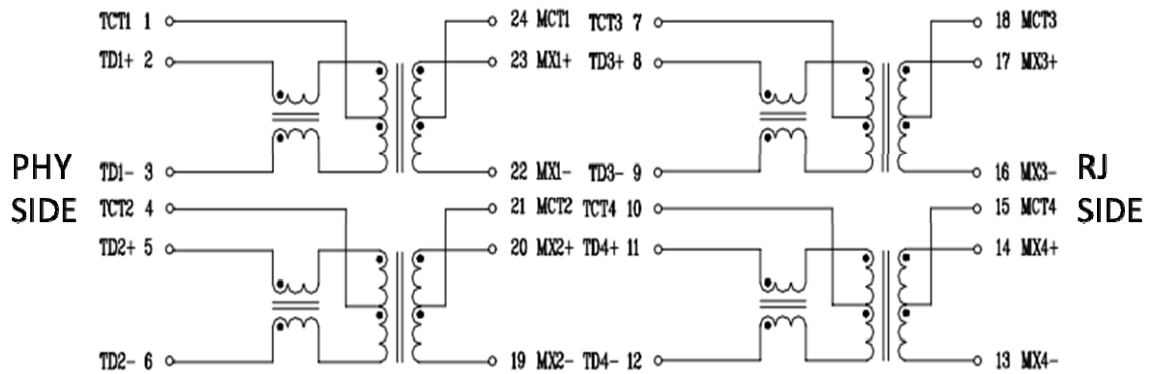 TCT1 1
24 MCT1
TCT3 7
18 MCT3
TD1+ 2
23 MX1+
TD3+ 8
17 MX3+
PHY
SIDE
TD1- 3
22 MX1-
TD3- 9
16 MX3-
RJ
SIDE
TCT2 4
21 MCT2
TCT4 10
15 MCT4
TD2+ 5
20 MX2+
TD4+ 11
14 MX4+
TD2- 6
19 MX2-
TD4- 12
13 MX4-